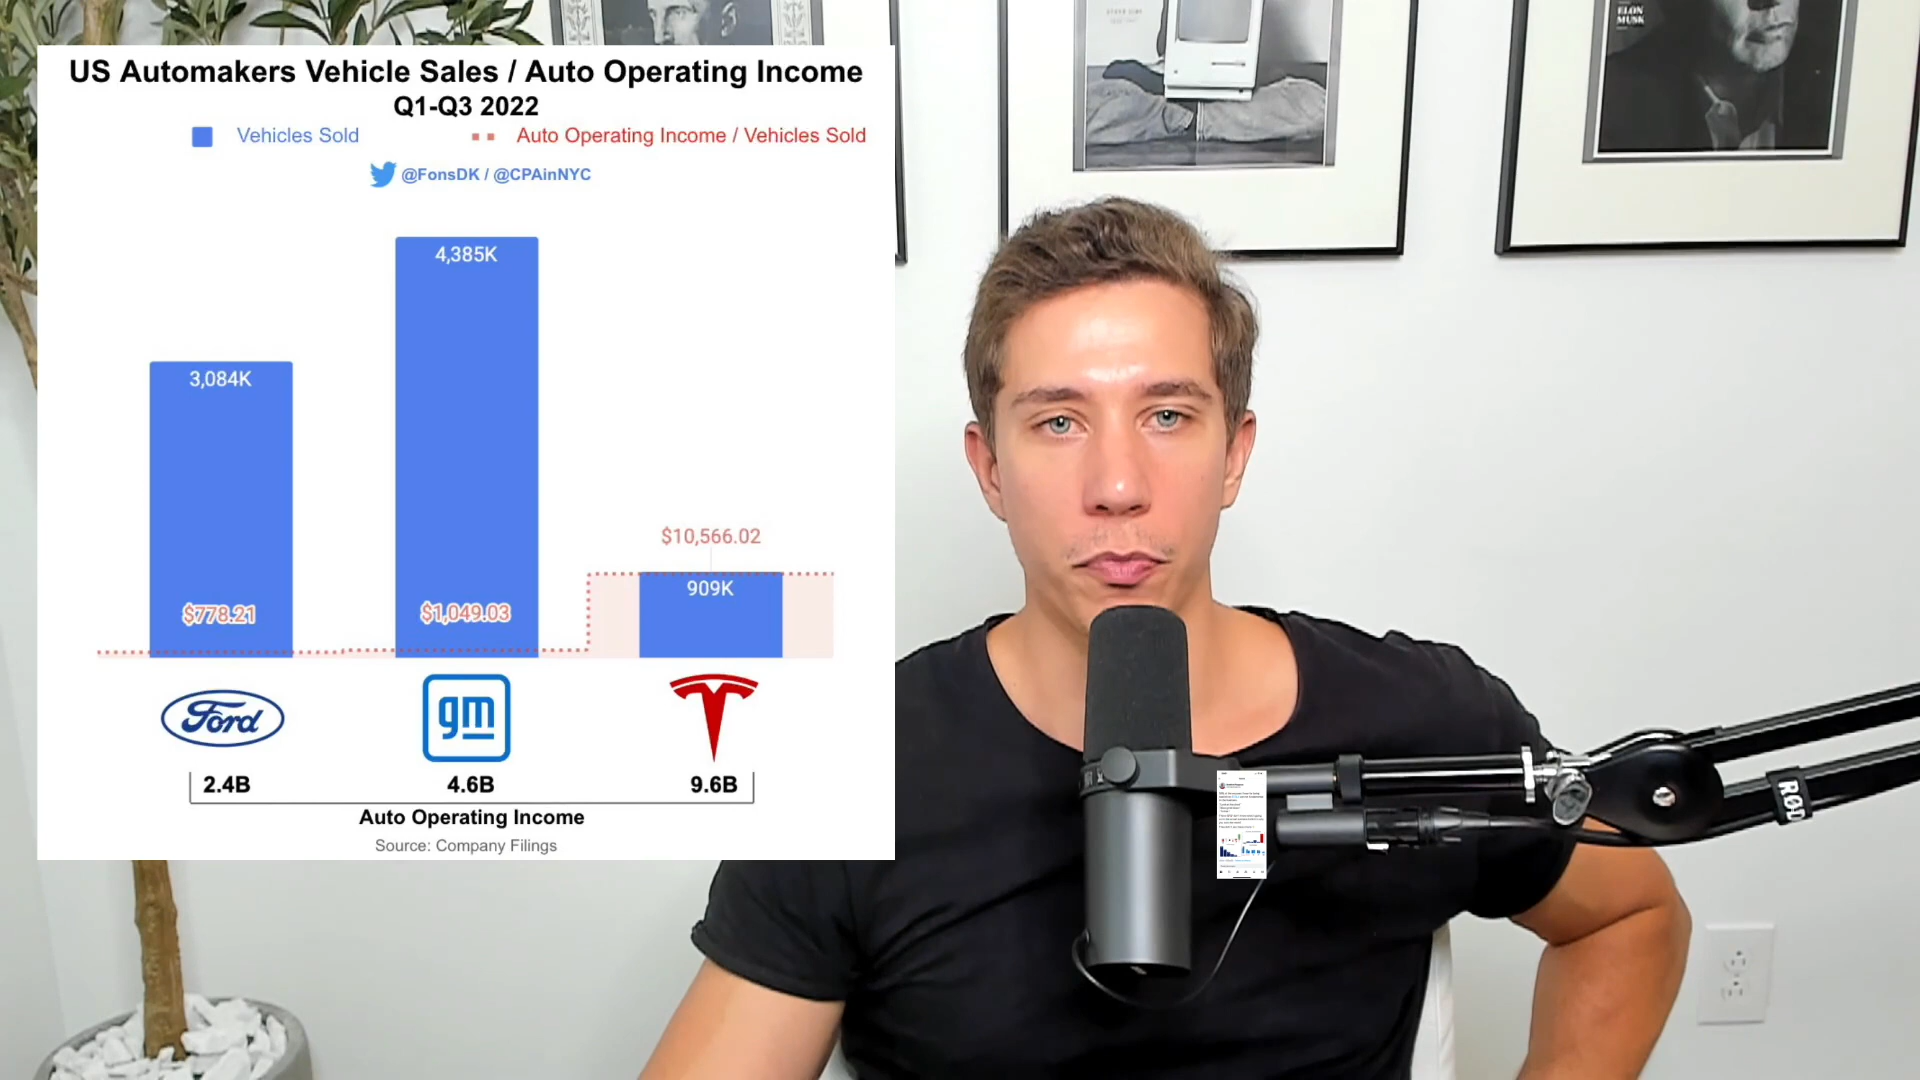 US Automakers Vehicle Sales / Auto Operating Income
Q1-Q3 2022
Vehicles Sold
Auto Operating Income / Vehicles Sold
@FonsDK / @CPAinNYC
4,385K
3,084K
$10,566.02
909K
$778.21
$1,049.03
Ford
gm
2.4B
4.6B
9.6B
Auto Operating Income
Source: Company Filings
ELON
MUSK
RØD